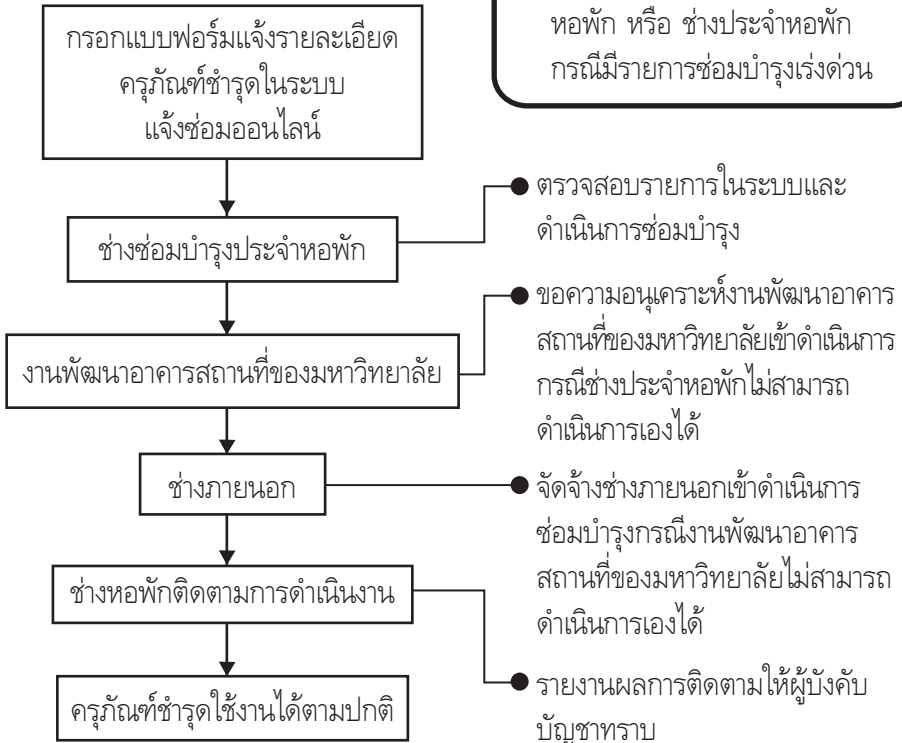 หอพัก หรือ ช่างประจำหอพัก
กรณีมีรายการซ่อมบำรุงเร่งด่วน
กรอกแบบฟอร์มแจ้งรายละเอียด
ครุภัณฑ์ชำรุดในระบบ
แจ้งซ่อมออนไลน์
ช่างซ่อมบำรุงประจำหอพัก
ตรวจสอบรายการในระบบและ
ดำเนินการซ่อมบำรุง
งานพัฒนาอาคารสถานที่ของมหาวิทยาลัย
ขอความอนุเคราะห์งานพัฒนาอาคาร
สถานที่ของมหาวิทยาลัยเข้าดำเนินการ
กรณีช่างประจำหอพักไม่สามารถ
ดำเนินการเองได้
ช่างภายนอก
จัดจ้างช่างภายนอกเข้าดำเนินการ
ซ่อมบำรุงกรณีงานพัฒนาอาคาร
สถานที่ของมหาวิทยาลัยไม่สามารถ
ดำเนินการเองได้
ช่างหอพักติดตามการดำเนินงาน
รายงานผลการติดตามให้ผู้บังคับ
บัญชาทราบ
ครุภัณฑ์ชำรุดใช้งานได้ตามปกติ